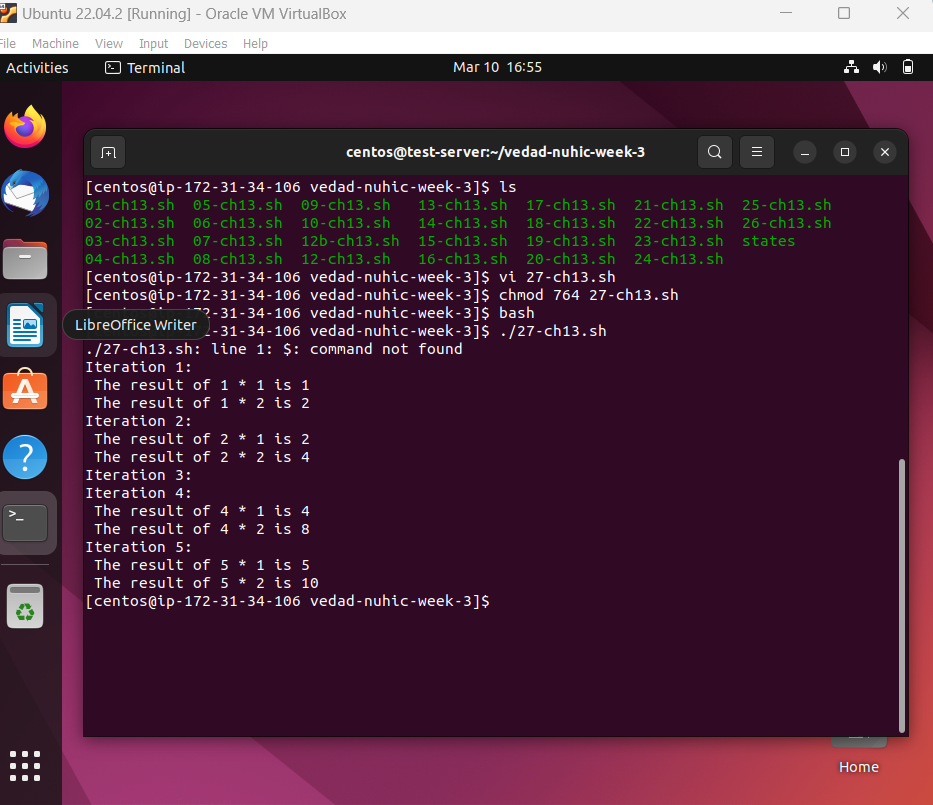 Ubuntu 22.04.2 [Running] - Oracle VM VirtualBox
File Machine View Input Devices Help
Activities Terminal Mar 10 16:55
centos@test-server:~/vedad-nuhic-week-3
[centos@ip-172-31-34-106 vedad-nuhic-week-3]$ ls
01-ch13.sh 05-ch13.sh 09-ch13.sh 13-ch13.sh 17-ch13.sh 21-ch13.sh 25-ch13.sh
02-ch13.sh 06-ch13.sh 10-ch13.sh 14-ch13.sh 18-ch13.sh 22-ch13.sh 26-ch13.sh
03-ch13.sh 07-ch13.sh 12b-ch13.sh 15-ch13.sh 19-ch13.sh 23-ch13.sh states
04-ch13.sh 08-ch13.sh 12-ch13.sh 16-ch13.sh 20-ch13.sh 24-ch13.sh
[centos@ip-172-31-34-106 vedad-nuhic-week-3]$ vi 27-ch13.sh
[centos@ip-172-31-34-106 vedad-nuhic-week-3]$ chmod 764 27-ch13.sh
[centos@ip-172-31-34-106 vedad-nuhic-week-3]$ bash
LibreOffice Writer
-172-31-34-106 vedad-nuhic-week-3]$ ./27-ch13.sh
./27-ch13.sh: line 1: $: command not found
Iteration 1:
The result of 1 * 1 is 1
The result of 1 * 2 is 2
Iteration 2:
The result of 2 * 1 is 2
The result of 2 * 2 is 4
Iteration 3:
Iteration 4:
The result of 4 * 1 is 4
The result of 4 * 2 is 8
Iteration 5:
The result of 5 * 1 is 5
The result of 5 * 2 is 10
[centos@ip-172-31-34-106 vedad-nuhic-week-3]$
Home